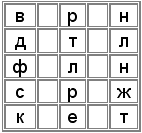 в р н
д т л
ф л н
с р ж
к е т